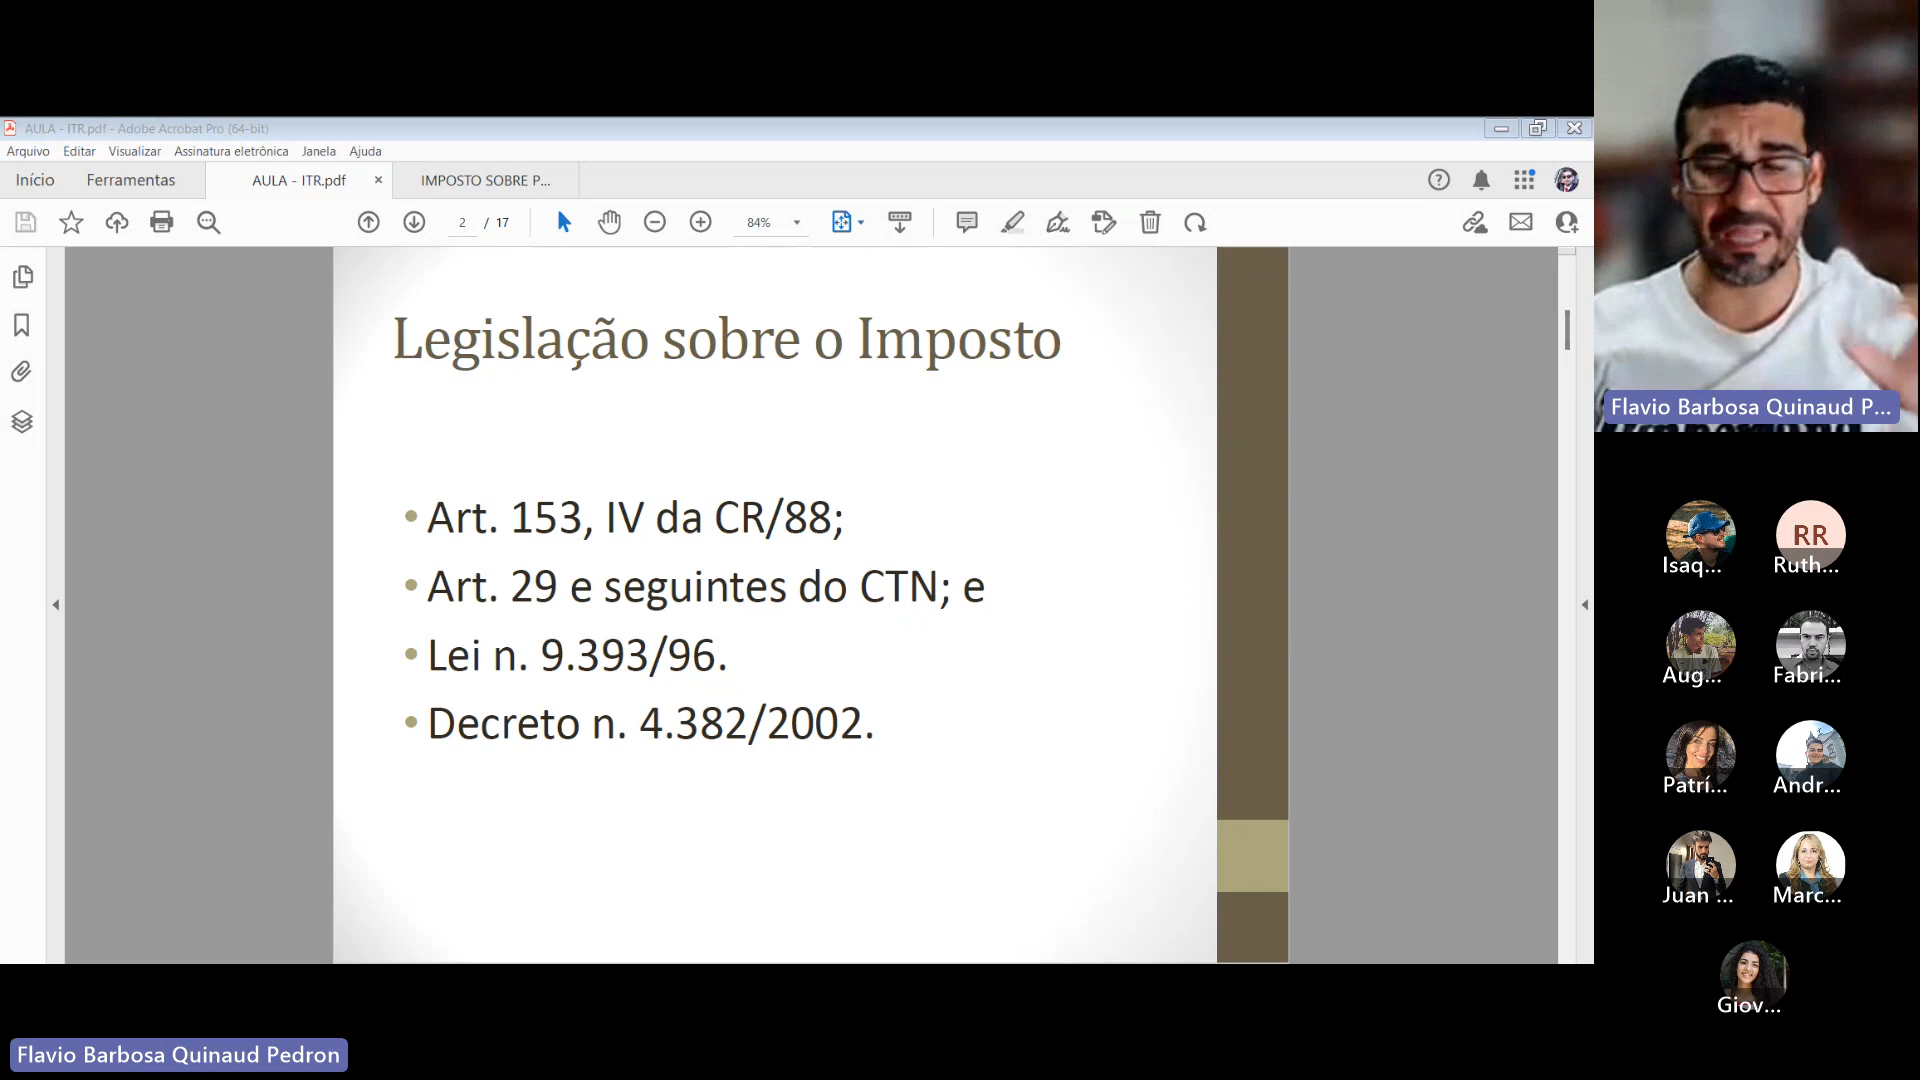 AULA - ITR.pdf - Adobe Acrobat Pro (64-bit)
Arquivo Editar Visualizar Assinatura eletrônica Janela Ajuda
Início Ferramentas AULA - ITR.pdf × IMPOSTO SOBRE P...
2 / 17 84%
Legislação sobre o Imposto
• Art. 153, IV da CR/88;
• Art. 29 e seguintes do CTN; e
• Lei n. 9.393/96.
• Decreto n. 4.382/2002.
Flavio Barbosa Quinaud P...
RR
Isaq... Ruth...
Aug... Fabri...
Patrí... Andr...
Juan ... Marc...
Giov...
Flavio Barbosa Quinaud Pedron